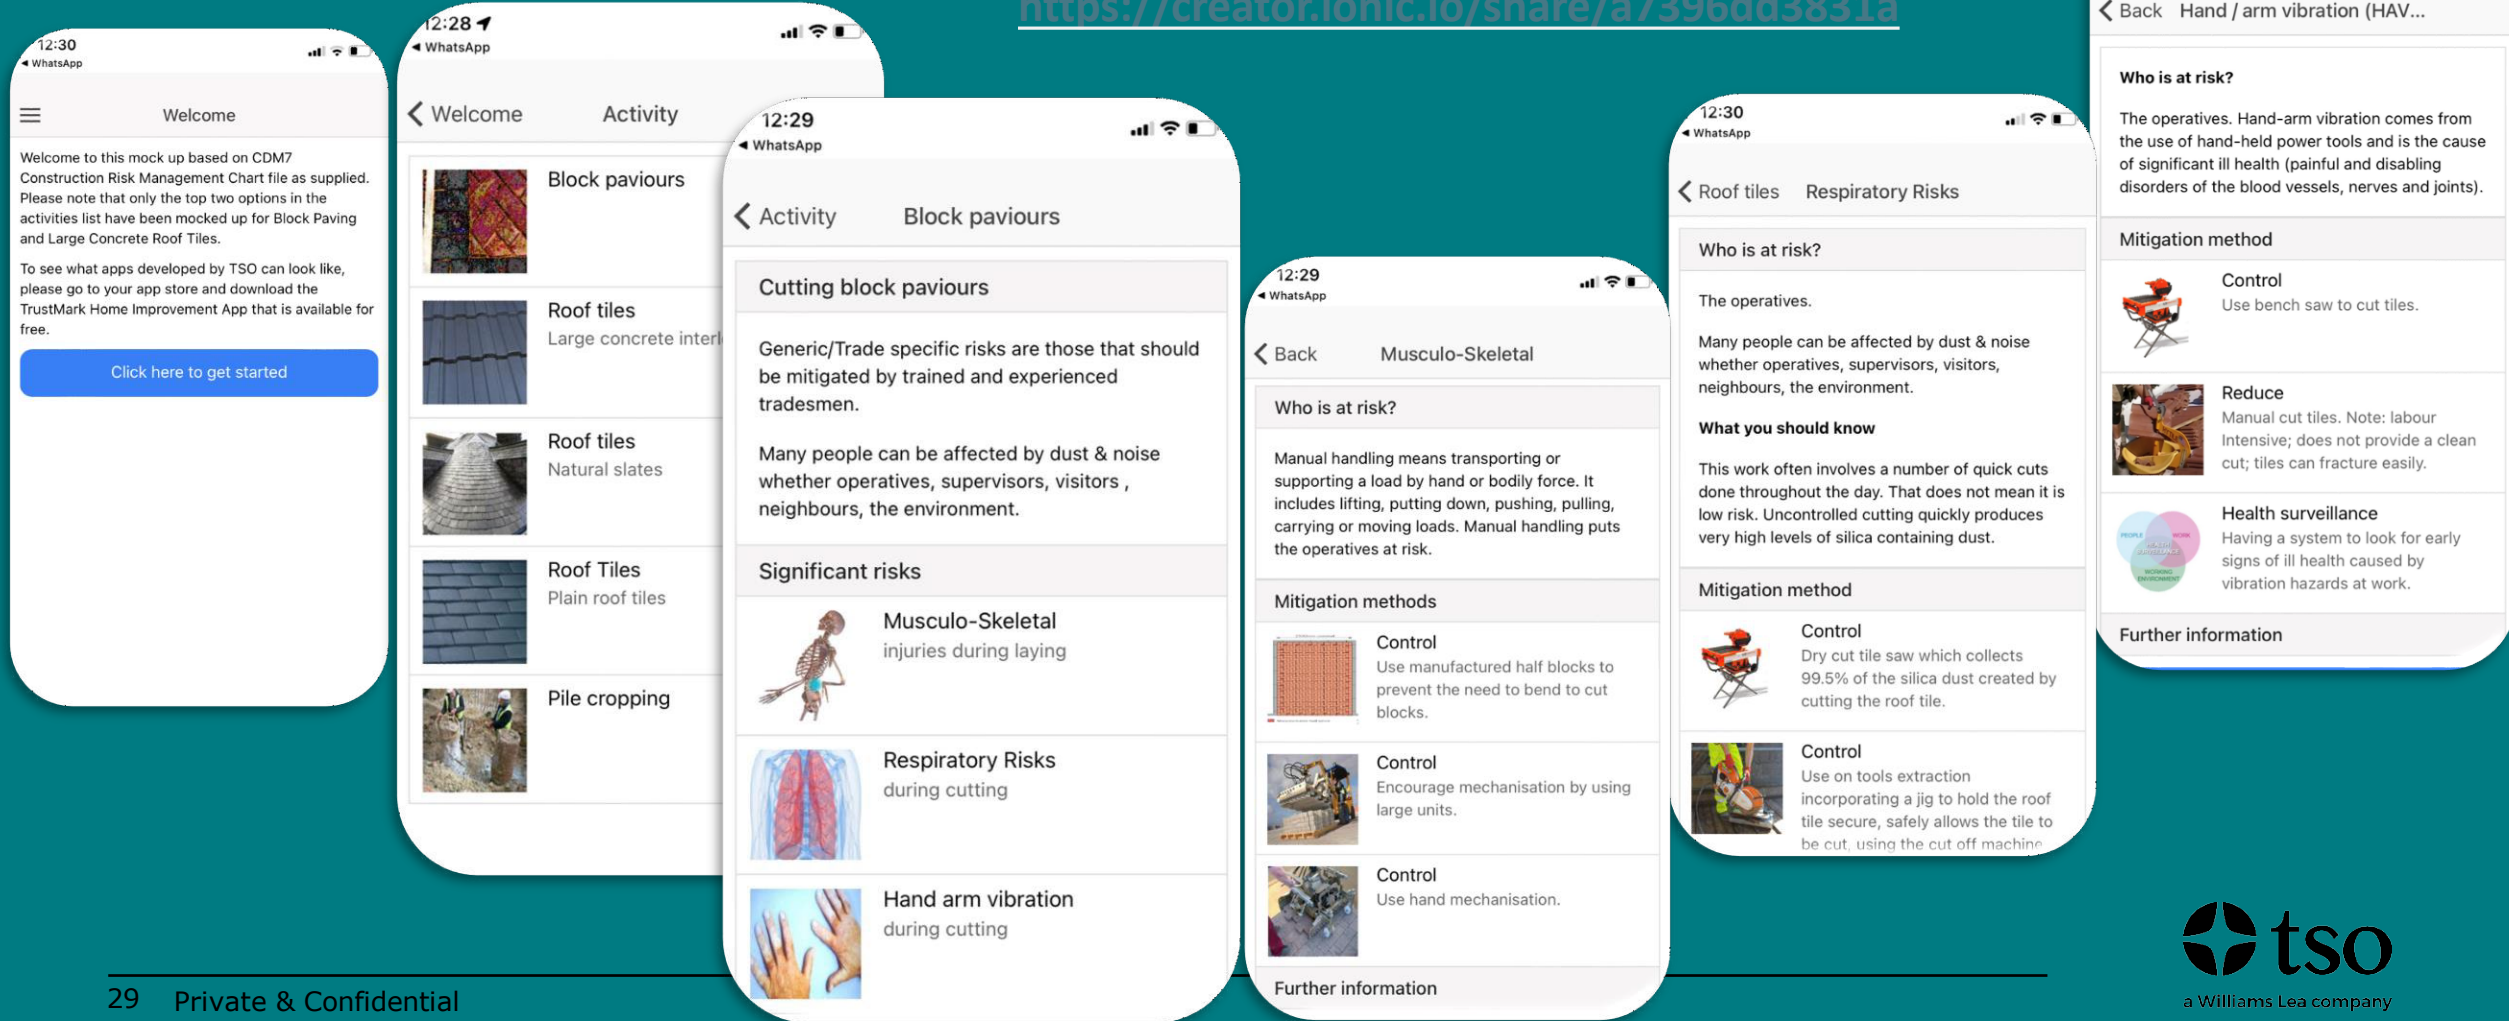 https://creator.ionic.io/share/a7396dd3831a
12:30
WhatsApp
Welcome
Welcome to this mock up based on CDM7
Construction Risk Management Chart file as supplied.
Please note that only the top two options in the
activities list have been mocked up for Block Paving
and Large Concrete Roof Tiles.
To see what apps developed by TSO can look like,
please go to your app store and download the
TrustMark Home Improvement App that is available for
free.
Click here to get started
12:28
WhatsApp
Welcome Activity
Block paviours
Roof tiles
Large concrete
Roof tiles
Natural slates
Roof Tiles
Plain roof tiles
Pile cropping
12:29
WhatsApp
Activity Block paviours
Cutting block paviours
Generic/Trade specific risks are those that should
be mitigated by trained and experienced
tradesmen.
Many people can be affected by dust & noise
whether operatives, supervisors, visitors ,
neighbours, the environment.
Significant risks
Musculo-Skeletal
injuries during laying
Respiratory Risks
during cutting
Hand arm vibration
during cutting
12:29
WhatsApp
Back Musculo-Skeletal
Who is at risk?
Manual handling means transporting or
supporting a load by hand or bodily force. It
includes lifting, putting down, pushing, pulling,
carrying or moving loads. Manual handling puts
the operatives at risk.
Mitigation methods
Control
Use manufactured half blocks to
prevent the need to bend to cut
blocks.
Control
Encourage mechanisation by using
large units.
Control
Use hand mechanisation.
Further information
12:30
WhatsApp
Roof tiles Respiratory Risks
Who is at risk?
The operatives.
Many people can be affected by dust & noise
whether operatives, supervisors, visitors,
neighbours, the environment.
What you should know
This work often involves a number of quick cuts
done throughout the day. That does not mean it is
low risk. Uncontrolled cutting quickly produces
very high levels of silica containing dust.
Mitigation method
Control
Dry cut tile saw which collects
99.5% of the silica dust created by
cutting the roof tile.
Control
Use on tools extraction
incorporating a jig to hold the roof
tile secure, safely allows the tile to
be cut, using the cut off machine
Back Hand / arm vibration (HAV...
Who is at risk?
The operatives. Hand-arm vibration comes from
the use of hand-held power tools and is the cause
of significant ill health (painful and disabling
disorders of the blood vessels, nerves and joints).
Mitigation method
Control
Use bench saw to cut tiles.
Reduce
Manual cut tiles. Note: labour
Intensive; does not provide a clean
cut; tiles can fracture easily.
PEOPLE
WORK
HEALTH
SURVEILLANCE
WORKING
ENVIRONMENT
Health surveillance
Having a system to look for early
signs of ill health caused by
vibration hazards at work.
Further information
29 Private & Confidential
tso
a Williams Lea company